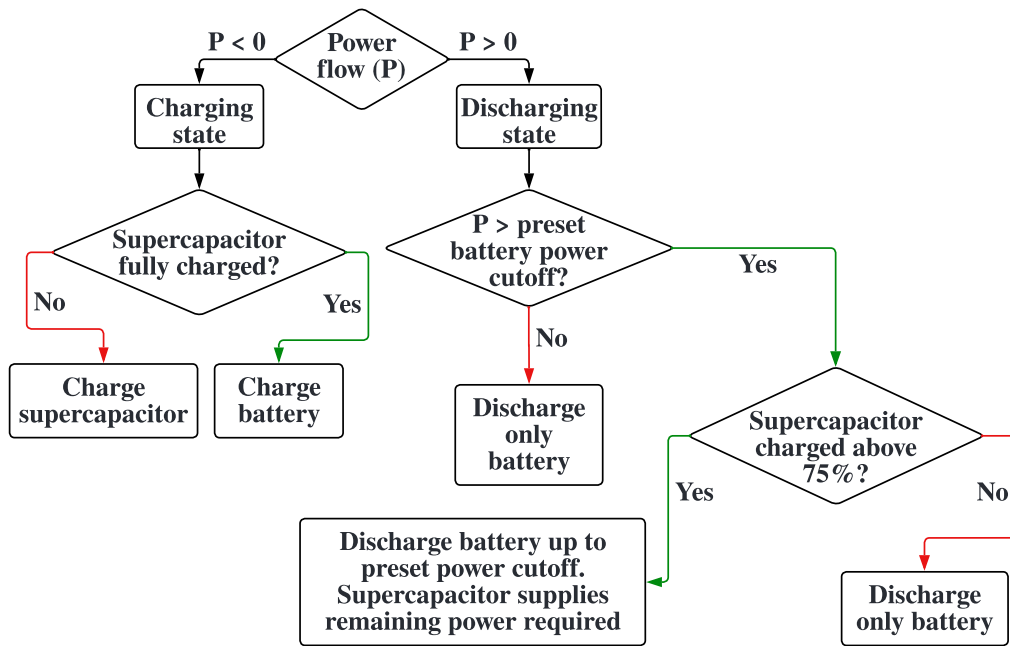 P < 0
Power
flow (P)
P > 0
Charging
state
Discharging
state
Supercapacitor
fully charged?
P > preset
battery power
cutoff?
No
Yes
Yes
No
Charge
supercapacitor
Charge
battery
Discharge
only
battery
Supercapacitor
charged above
75%?
Yes
No
Discharge battery up to
preset power cutoff.
Supercapacitor supplies
remaining power required
Discharge
only battery